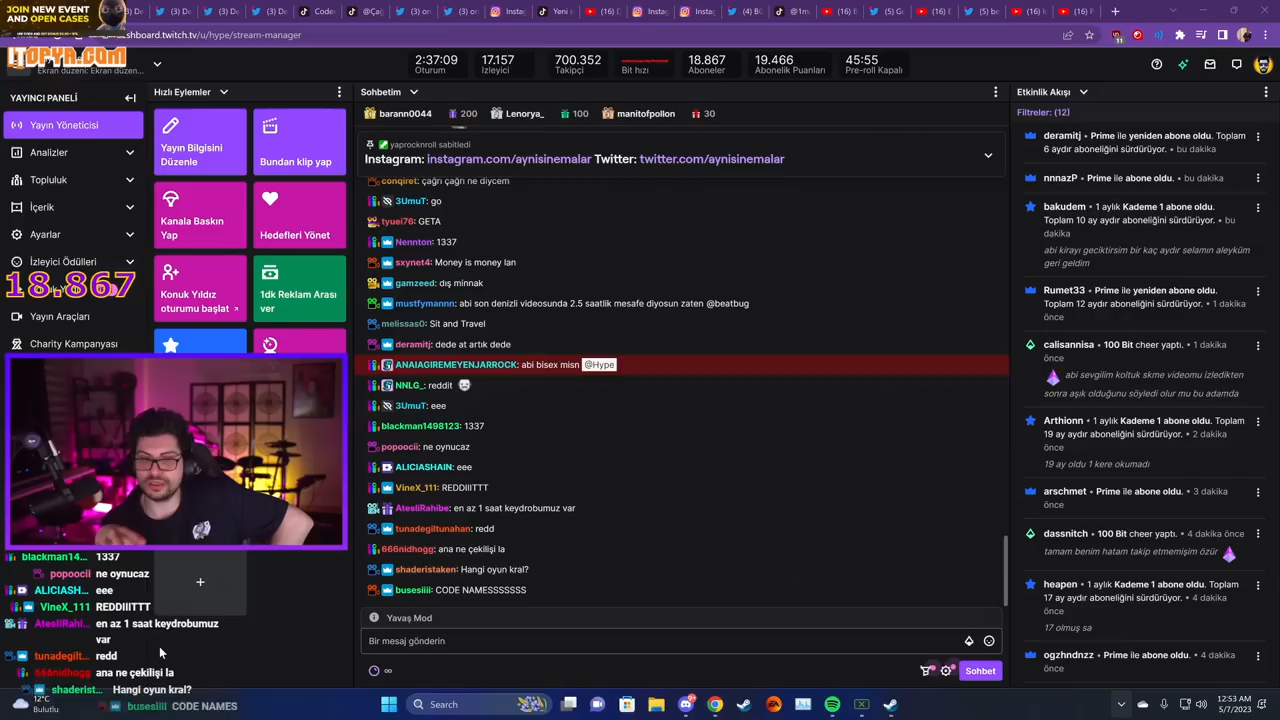 JOIN NEW EVENT
AND OPEN CASES
ITOPYA.COM
shboard.twitch.tv/u/hype/stream-manager
Ekran düzeni: Ekran düzen...
2:37:09
Oturum
17.157
İzleyici
700.352
Takipçi
Bit hızı
18.867
Aboneler
19.466
Abonelik Puanları
45:55
Pre-roll Kapalı
YAYINCI PANELİ
Yayın Yöneticisi
Analizler
Topluluk
İçerik
Ayarlar
İzleyici Ödülleri
18.867
Yayın Araçları
Charity Kampanyası
Hızlı Eylemler
Yayın Bilgisini
Düzenle
Bundan klip yap
Kanala Baskın
Yap
Hedefleri Yönet
Konuk Yıldız
oturumu başlat
1dk Reklam Arası
ver
Sohbetim
barann0044 200 Lenorya_ 100 manitofpollon 30
yaprocknroll sabitledi
Instagram: instagram.com/aynisinemalar Twitter: twitter.com/aynisinemalar
conqiret: çağrı çağrı ne diycem
3UmuT: go
tyuei76: GETA
Nennton: 1337
sxynet4: Money is money lan
gamzeed: dış minnak
mustfymannn: abi son denizli videosunda 2.5 saatlik mesafe diyosun zaten @beatbug
melissas0: Sit and Travel
deramitj: dede at artık dede
ANAIAGIREMEYENJARROCK: abi bisex misn @Hype
NNLG_: reddit
3UmuT: eee
blackman1498123: 1337
popoocii: ne oynucaz
ALICIASHAIN: eee
VineX_111: REDDIIITTT
AtesliRahibe: en az 1 saat keydrobumuz var
tunadegiltunahan: redd
666nidhogg: ana ne çekilişi la
shaderistaken: Hangi oyun kral?
busesiiii: CODE NAMESSSSSSS
Yavaş Mod
Bir mesaj gönderin
Sohbet
Etkinlik Akışı
Filtreler: (12)
deramitj • Prime ile yeniden abone oldu. Toplam
6 aydır aboneliğini sürdürüyor. • bu dakika
nnnazP • Prime ile abone oldu. • bu dakika
bakudem • 1 aylık Kademe 1 abone oldu.
Toplam 10 ay aydır aboneliğini sürdürüyor. • bu
dakika
abi kirayı geciktirsim bir kaç aydır selamın aleyküm
geri geldim
Rumet33 • Prime ile yeniden abone oldu.
Toplam 12 aydır aboneliğini sürdürüyor. • 1 dakika
önce
calisannisa • 100 Bit cheer yaptı. • 1 dakika
önce
abi sevgilim koltuk skme videomu izledikten
sonra aşık olduğunu söyledi olur mu bu adamda
Arthionn • 1 aylık Kademe 1 abone oldu. Toplam
19 ay aydır aboneliğini sürdürüyor. • 2 dakika
önce
19 ay oldu 1 kere okumadı
arschmet • Prime ile abone oldu. • 3 dakika
önce
dassnitch • 100 Bit cheer yaptı. • 4 dakika önce
tamam benim hatam takip etmemişim özür
heapen • 1 aylık Kademe 1 abone oldu. Toplam
17 ay aydır aboneliğini sürdürüyor. • 4 dakika
önce
17 olmuş sa
ogzhndzzz • Prime ile abone oldu. • 4 dakika
önce
blackman14... 1337
popoocii: ne oynucaz
ALICIASH... eee
VineX_111: REDDIIITTT
AtesliRahi... en az 1 saat keydrobumuz
var
tunadegilt... redd
666nidhogg: ana ne çekilişi la
shaderist... Hangi oyun kral?
busesiiii CODE NAMES
12°C
Bulutlu
Search
12:53 AM
5/7/2023